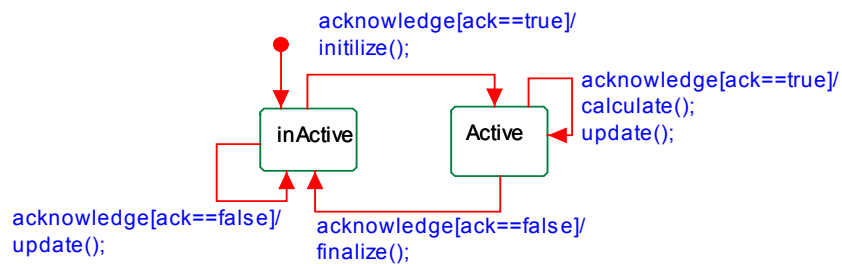 acknowledge[ack==true]/
initilize();
acknowledge[ack==true]/
calculate();
update();
inActive
Active
acknowledge[ack==false]/
update();
acknowledge[ack==false]/
finalize();